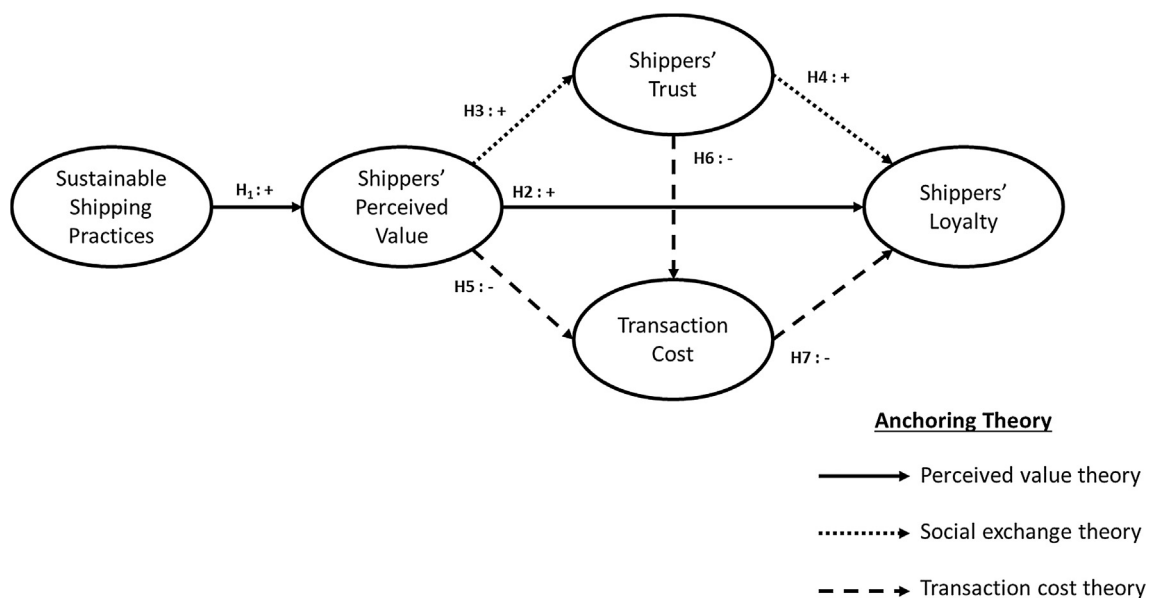 Shippers'
Trust
H4 : +
H3 : +
H6 : -
Sustainable
Shipping
Practices
H₁ : +
Shippers'
Perceived
Value
H2 : +
Shippers'
Loyalty
H5 : -
Transaction
Cost
H7 : -
Anchoring Theory
Perceived value theory
Social exchange theory
Transaction cost theory